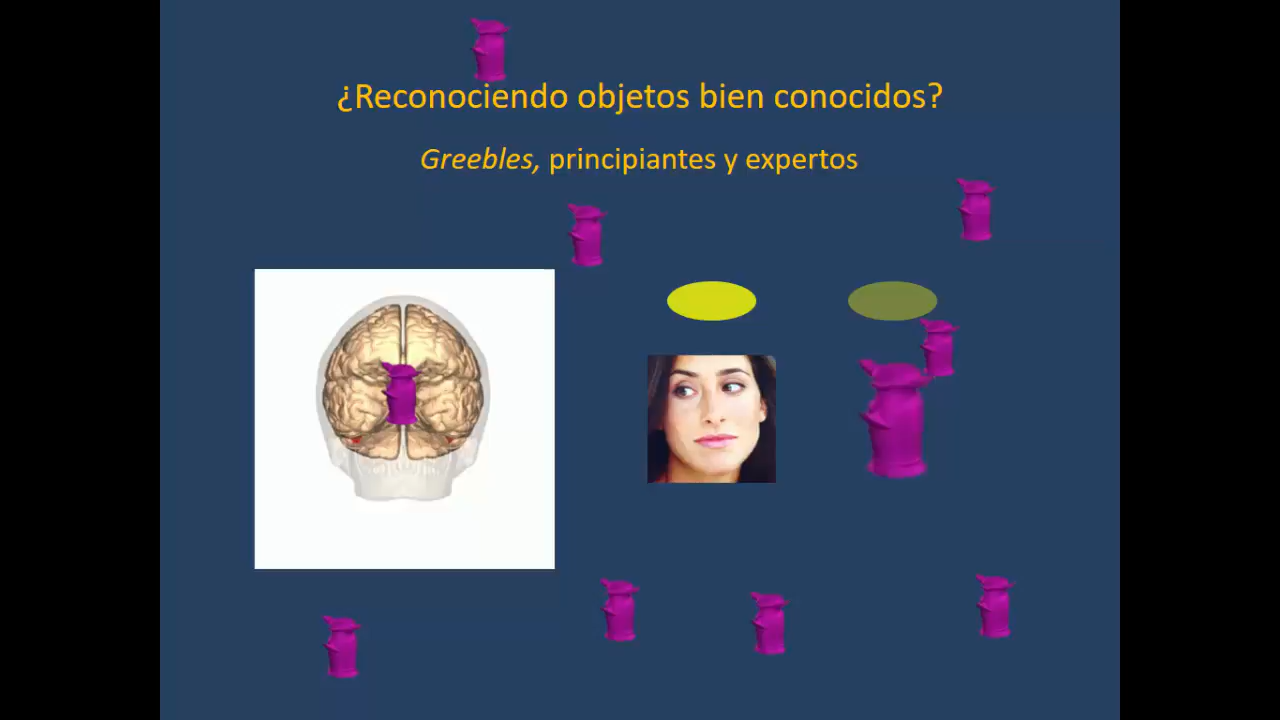 ¿Reconociendo objetos bien conocidos?
Greebles, principiantes y expertos